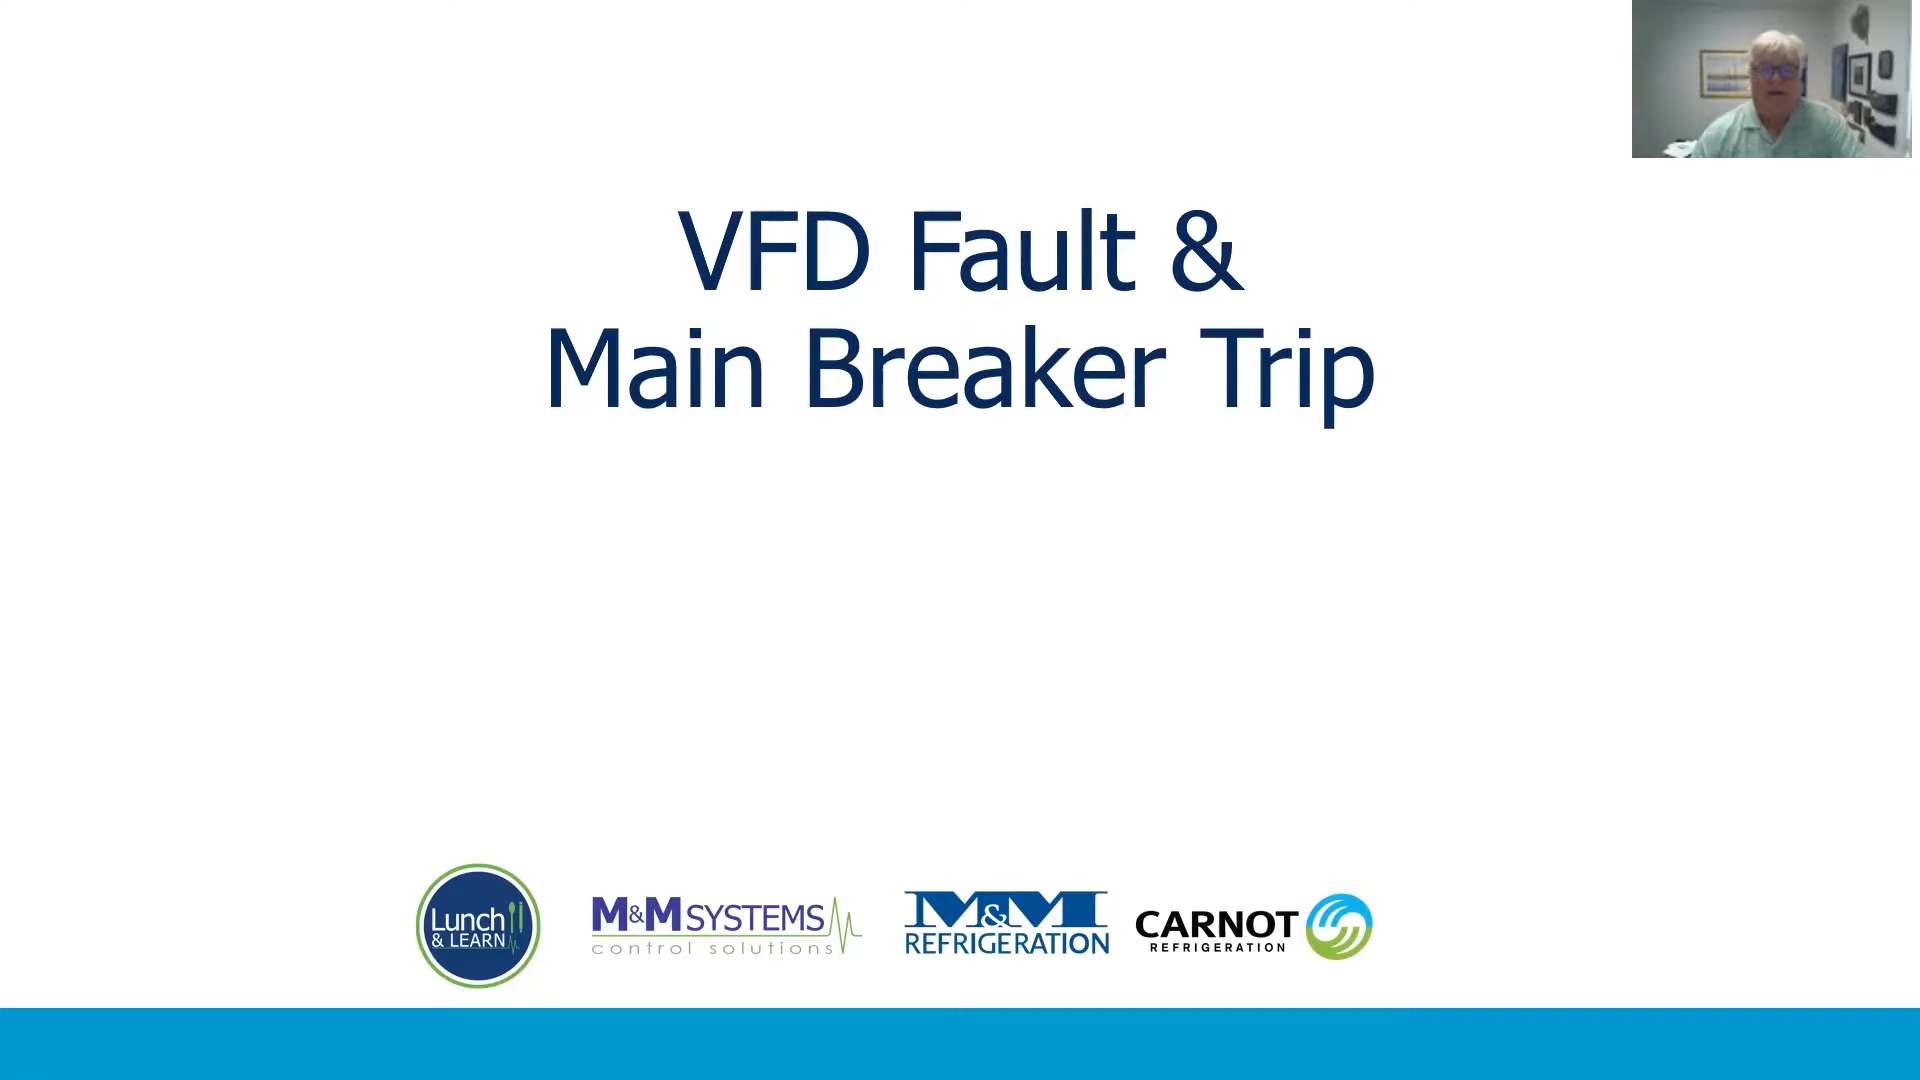 VFD Fault &
Main Breaker Trip
Lunch
& LEARN
M&M SYSTEMS
control solutions
M&M
REFRIGERATION
CARNOT
REFRIGERATION